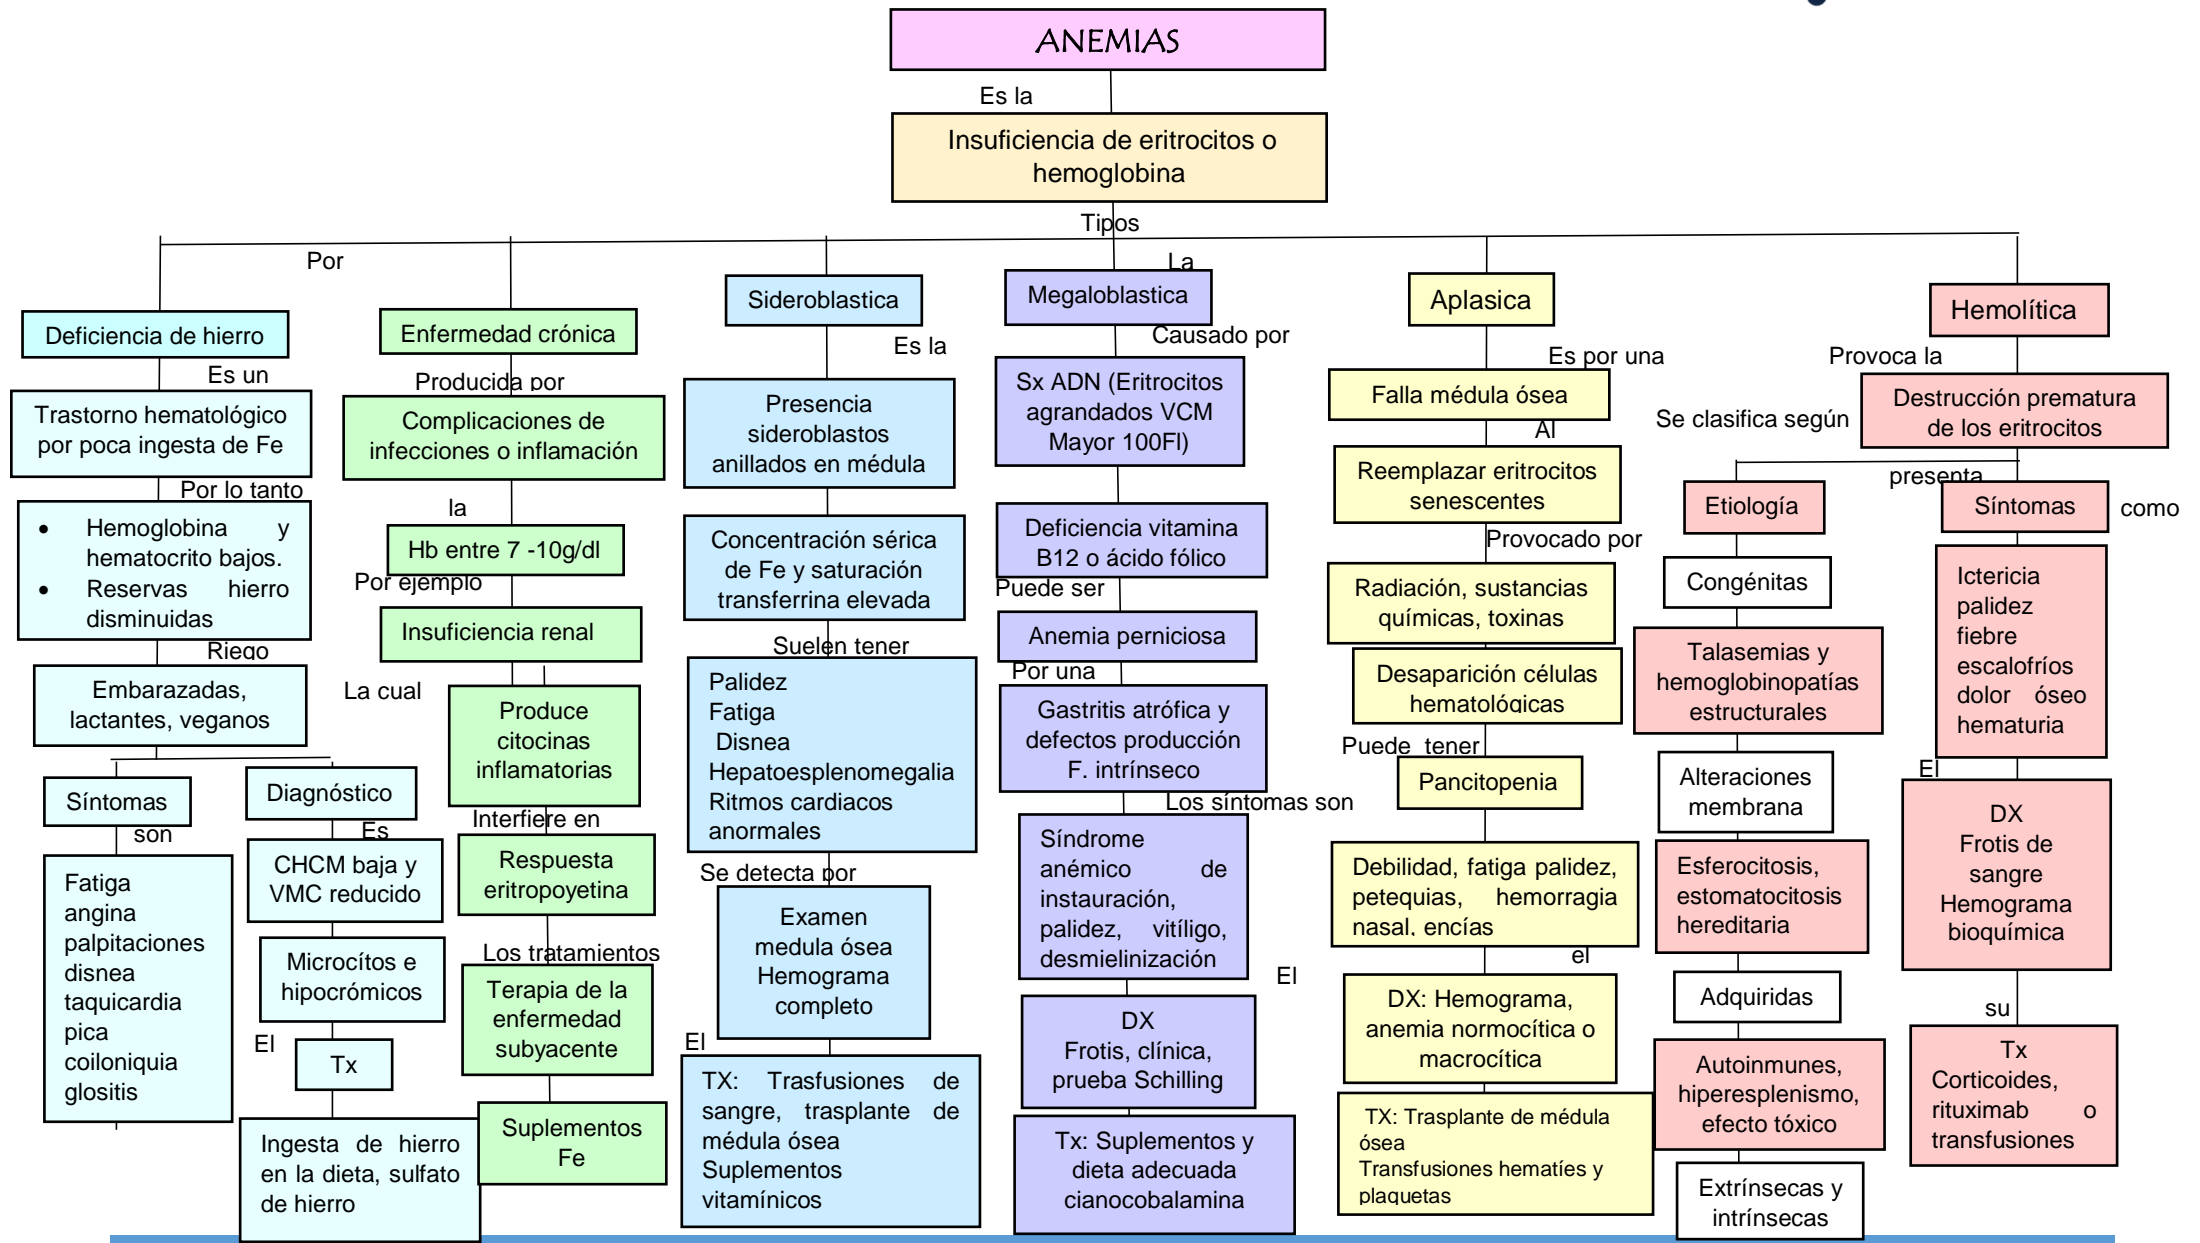 ANEMIAS
Es la
Insuficiencia de eritrocitos o
hemoglobina
Tipos
Por
Deficiencia de hierro
Es un
Trastorno hematológico
por poca ingesta de Fe
Por lo tanto
• Hemoglobina y
hematocrito bajos.
• Reservas hierro
disminuidas
Riego
Embarazadas,
lactantes, veganos
Síntomas
son
Fatiga
angina
palpitaciones
disnea
taquicardia
pica
coiloniquia
glositis
Diagnóstico
Es
CHCM baja y
VMC reducido
Microcítos e
hipocrómicos
El
Tx
Ingesta de hierro
en la dieta, sulfato
de hierro
Enfermedad crónica
Producida por
Complicaciones de
infecciones o inflamación
la
Hb entre 7 -10g/dl
Por ejemplo
Insuficiencia renal
La cual
Produce
citocinas
inflamatorias
Interfiere en
Respuesta
eritropoyetina
Los tratamientos
Terapia de la
enfermedad
subyacente
Suplementos
Fe
Sideroblastica
Es la
Presencia
sideroblastos
anillados en médula
Concentración sérica
de Fe y saturación
transferrina elevada
Suelen tener
Palidez
Fatiga
Disnea
Hepatoesplenomegalia
Ritmos cardiacos
anormales
Se detecta por
Examen
medula ósea
Hemograma
completo
El
TX: Trasfusiones de
sangre, trasplante de
médula ósea
Suplementos
vitamínicos
La
Megaloblastica
Causado por
Sx ADN (Eritrocitos
agrandados VCM
Mayor 100Fl)
Deficiencia vitamina
B12 o ácido fólico
Puede ser
Anemia perniciosa
Por una
Gastritis atrófica y
defectos producción
F. intrínseco
Los síntomas son
Síndrome
anémico de
instauración,
palidez, vitíligo,
desmielinización
El
DX
Frotis, clínica,
prueba Schilling
Tx: Suplementos y
dieta adecuada
cianocobalamina
Aplasica
Es por una
Falla médula ósea
Al
Reemplazar eritrocitos
senescentes
Provocado por
Radiación, sustancias
químicas, toxinas
Desaparición células
hematológicas
Puede tener
Pancitopenia
Debilidad, fatiga palidez,
petequias, hemorragia
nasal, encías
el
DX: Hemograma,
anemia normocítica o
macrocítica
TX: Trasplante de médula
ósea
Transfusiones hematíes y
plaquetas
Hemolítica
Provoca la
Destrucción prematura
de los eritrocitos
Se clasifica según
Etiología
Congénitas
Talasemias y
hemoglobinopatías
estructurales
Alteraciones
membrana
Esferocitosis,
estomatocitosis
hereditaria
Adquiridas
Autoinmunes,
hiperesplenismo,
efecto tóxico
Extrínsecas y
intrínsecas
presenta
Síntomas
como
Ictericia
palidez
fiebre
escalofríos
dolor óseo
hematuria
El
DX
Frotis de
sangre
Hemograma
bioquímica
su
Tx
Corticoides,
rituximab o
transfusiones